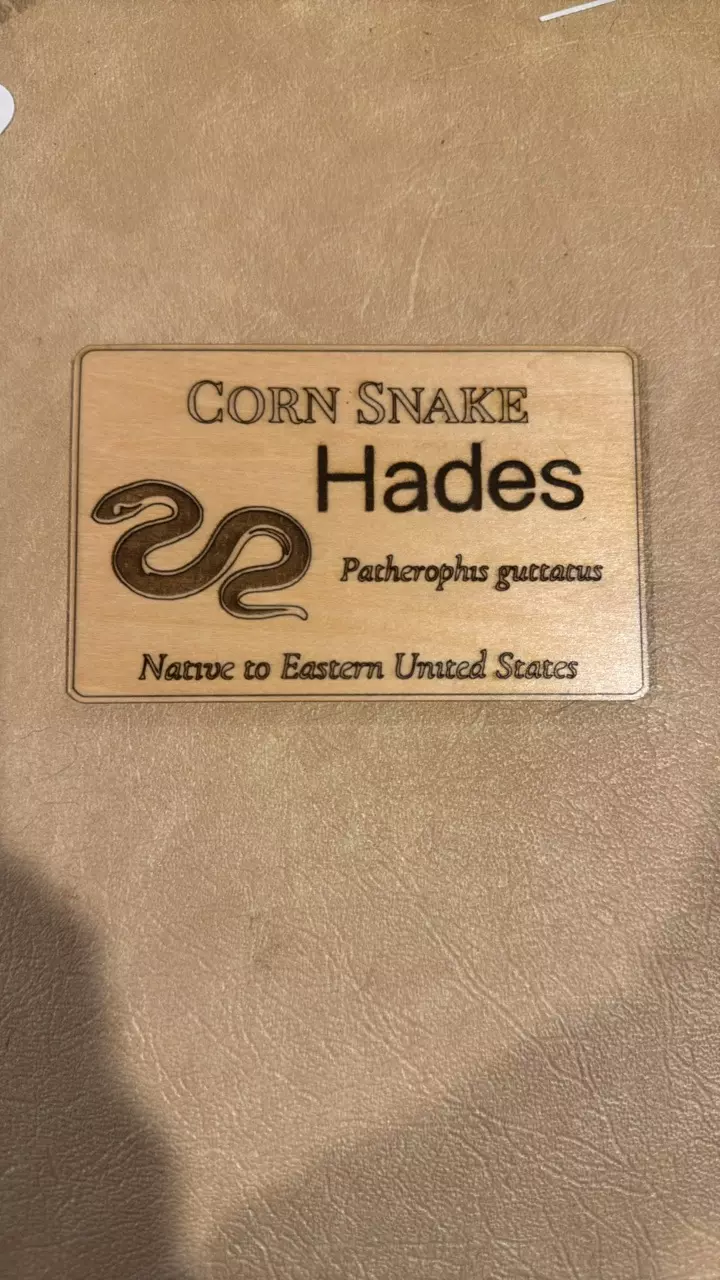 CORN SNAKE
Hades
Patherophis guttatus
Native to Eastern United States